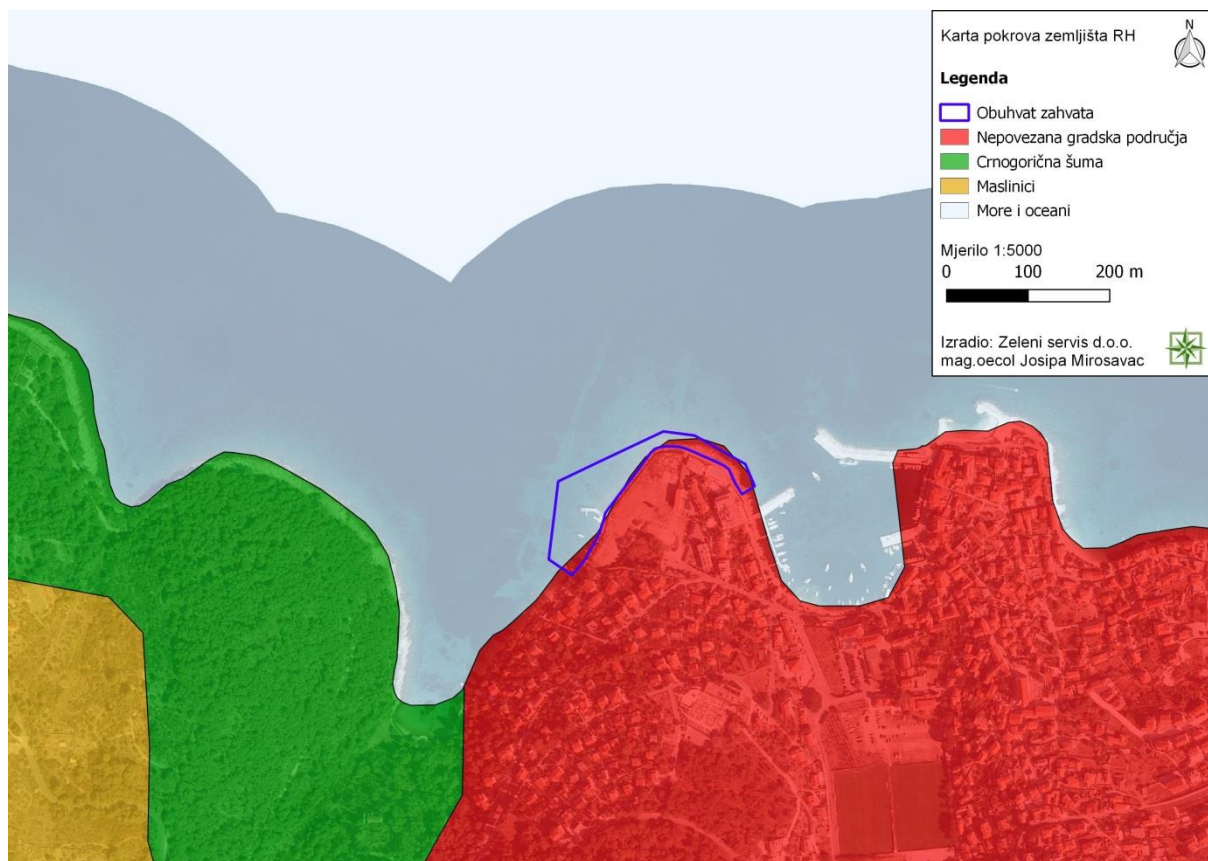 Karta pokrova zemljišta RH
N
Legenda
Obuhvat zahvata
Nepovezana gradska područja
Crnogorična šuma
Maslinici
More i oceani
Mjerilo 1:5000
0 100 200 m
Izradio: Zeleni servis d.o.o.
mag.oecol Josipa Mirosavac